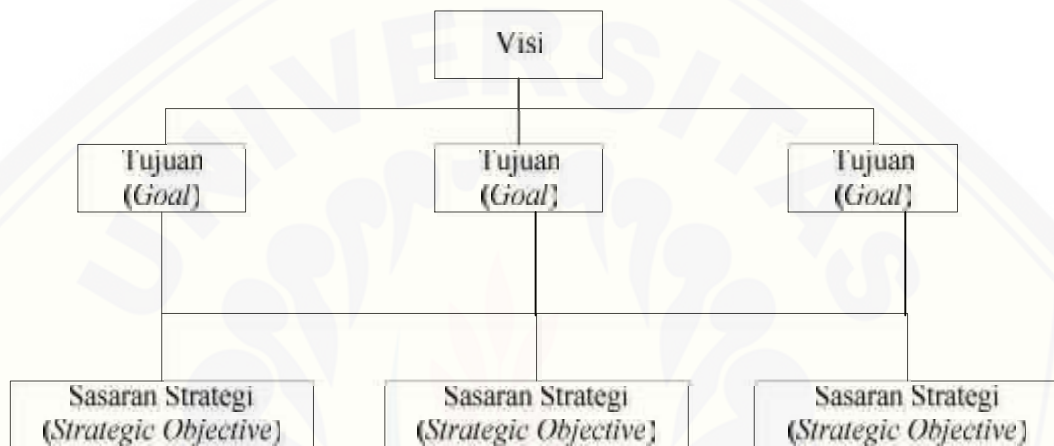 UNIVERSITAS
Visi
Tujuan
(Goal)
Tujuan
(Goal)
Tujuan
(Goal)
Sasaran Strategi
(Strategic Objective)
Sasaran Strategi
(Strategic Objective)
Sasaran Strategi
(Strategic Objective)